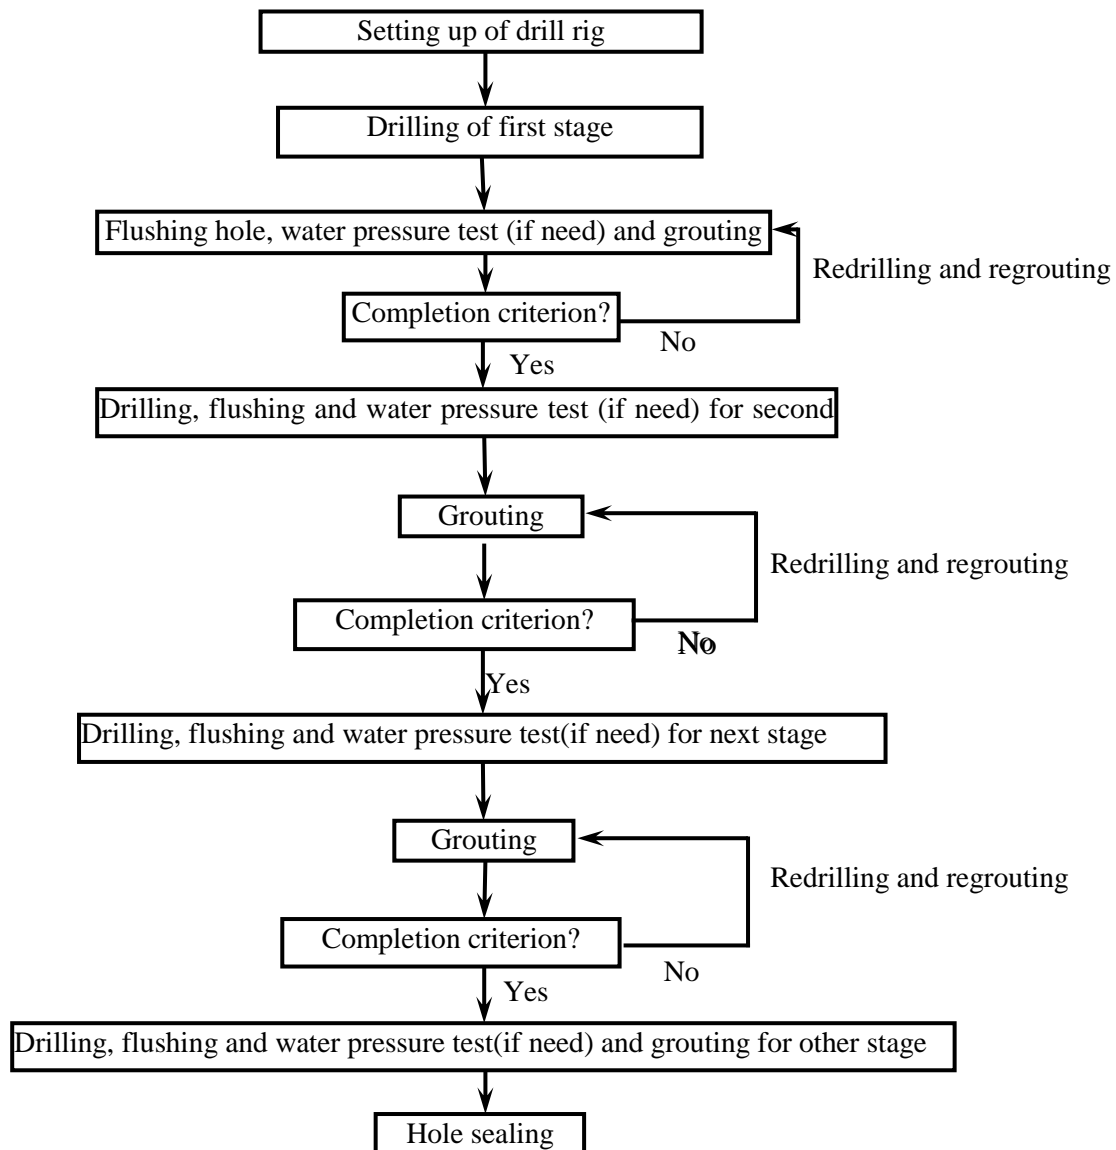 Setting up of drill rig
Drilling of first stage
Flushing hole, water pressure test (if need) and grouting
Redrilling and regrouting
Completion criterion?
No
Yes
Drilling, flushing and water pressure test (if need) for second
Grouting
Redrilling and regrouting
Completion criterion?
No
Yes
Drilling, flushing and water pressure test(if need) for next stage
Grouting
Redrilling and regrouting
Completion criterion?
No
Yes
Drilling, flushing and water pressure test(if need) and grouting for other stage
Hole sealing